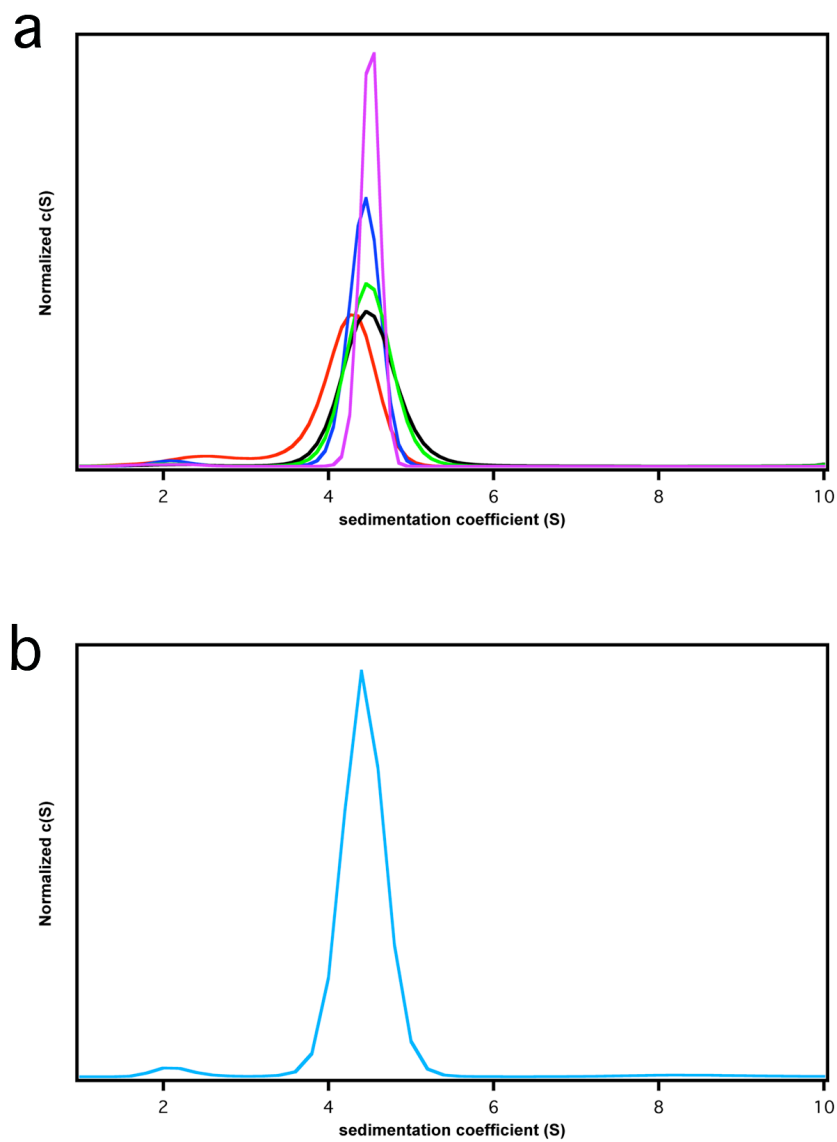 a
Normalized c(S)
2 4 6 8 10
sedimentation coefficient (S)
b
Normalized c(S)
2 4 6 8 10
sedimentation coefficient (S)